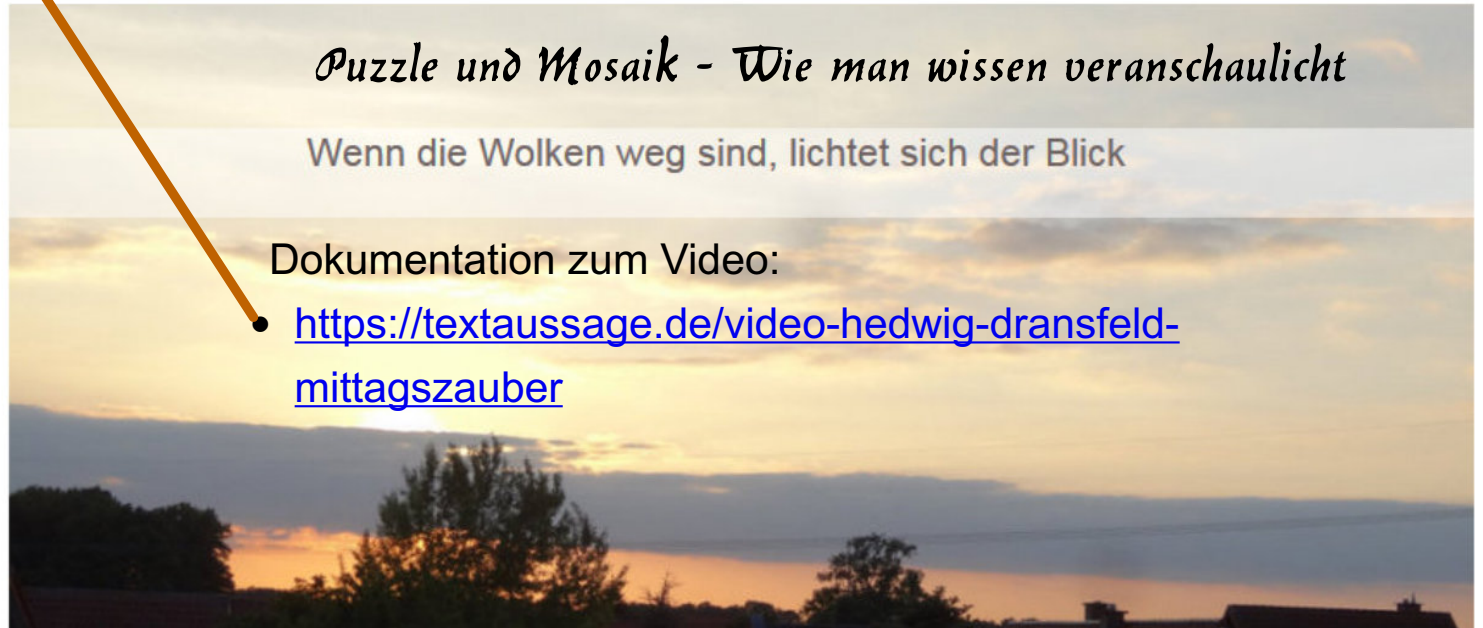 Puzzle und Mosaik - Wie man wissen veranschaulicht
Wenn die Wolken weg sind, lichtet sich der Blick
Dokumentation zum Video:
• https://textaussage.de/video-hedwig-dransfeld-
mittagszauber